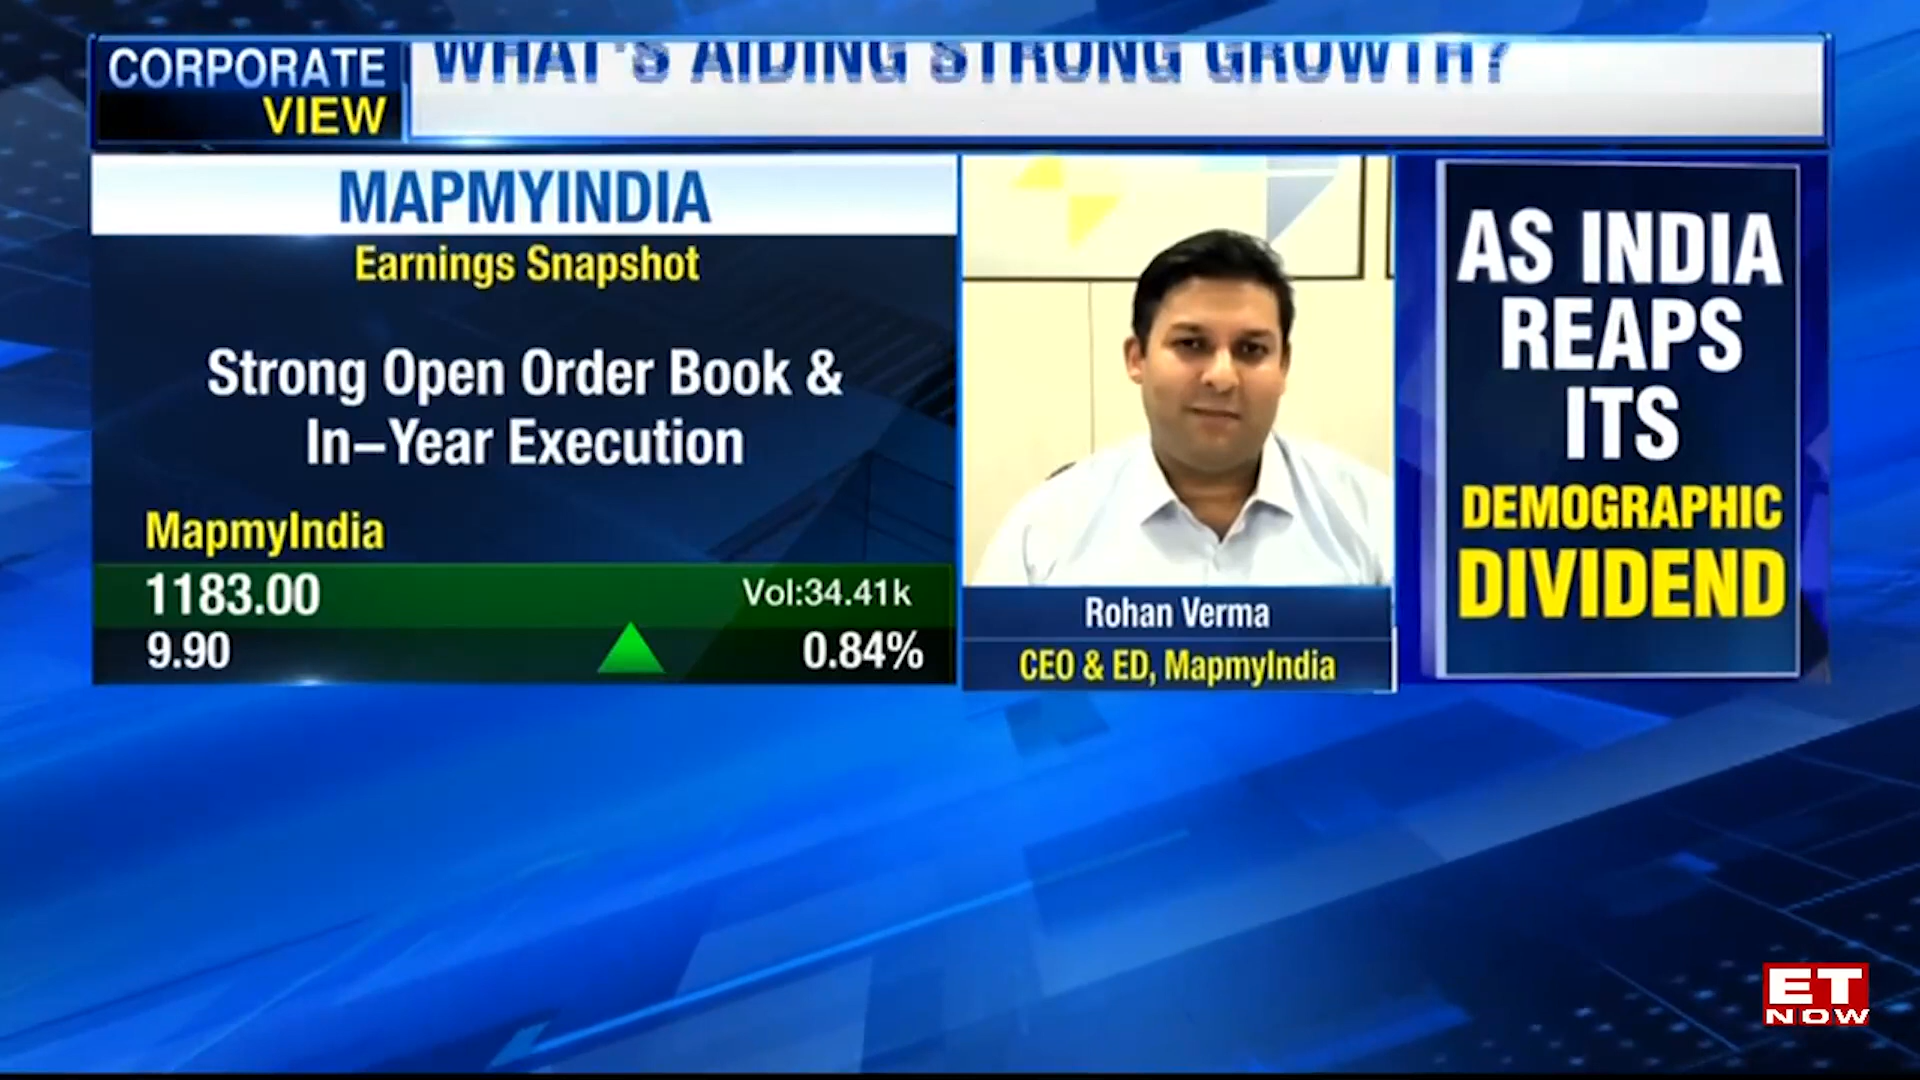 CORPORATE
VIEW
WHAT'S AIDING STRONG GROWTH?
MAPMYINDIA
Earnings Snapshot
Strong Open Order Book &
In–Year Execution
MapmyIndia
1183.00
Vol:34.41k
9.90
0.84%
Rohan Verma
CEO & ED, MapmyIndia
AS INDIA
REAPS
ITS
DEMOGRAPHIC
DIVIDEND
ET
NOW